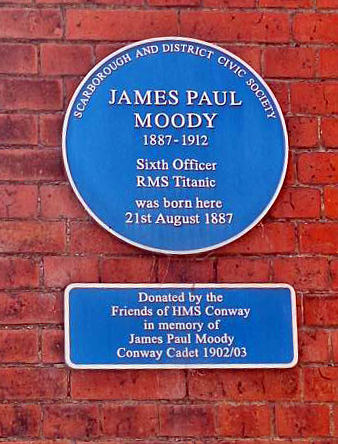 SCARBOROUGH AND DISTRICT CIVIC SOCIETY
JAMES PAUL
MOODY
1887-1912
Sixth Officer
RMS Titanic
was born here
21st August 1887
Donated by the
Friends of HMS Conway
in memory of
James Paul Moody
Conway Cadet 1902/03